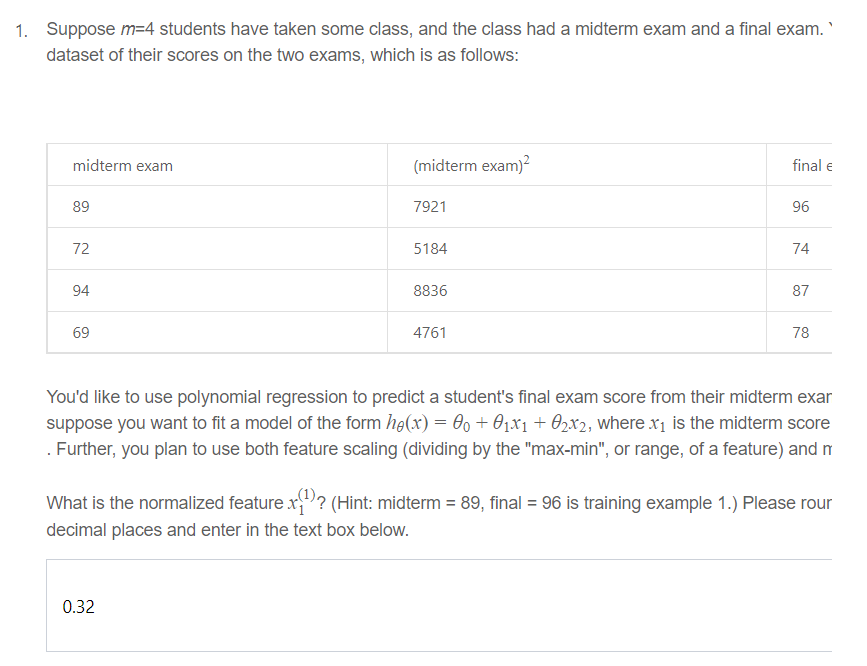 1. Suppose m=4 students have taken some class, and the class had a midterm exam and a final exam.
dataset of their scores on the two exams, which is as follows:
midterm exam (midterm exam)² final
89 7921 96
72 5184 74
94 8836 87
69 4761 78
You'd like to use polynomial regression to predict a student's final exam score from their midterm
suppose you want to fit a model of the form hθ(x) = θ0 + θ1x1 + θ2x2, where x1 is the midterm score
. Further, you plan to use both feature scaling (dividing by the "max-min", or range, of a feature) and
What is the normalized feature x1(1)? (Hint: midterm = 89, final = 96 is training example 1.) Please
decimal places and enter in the text box below.
0.32